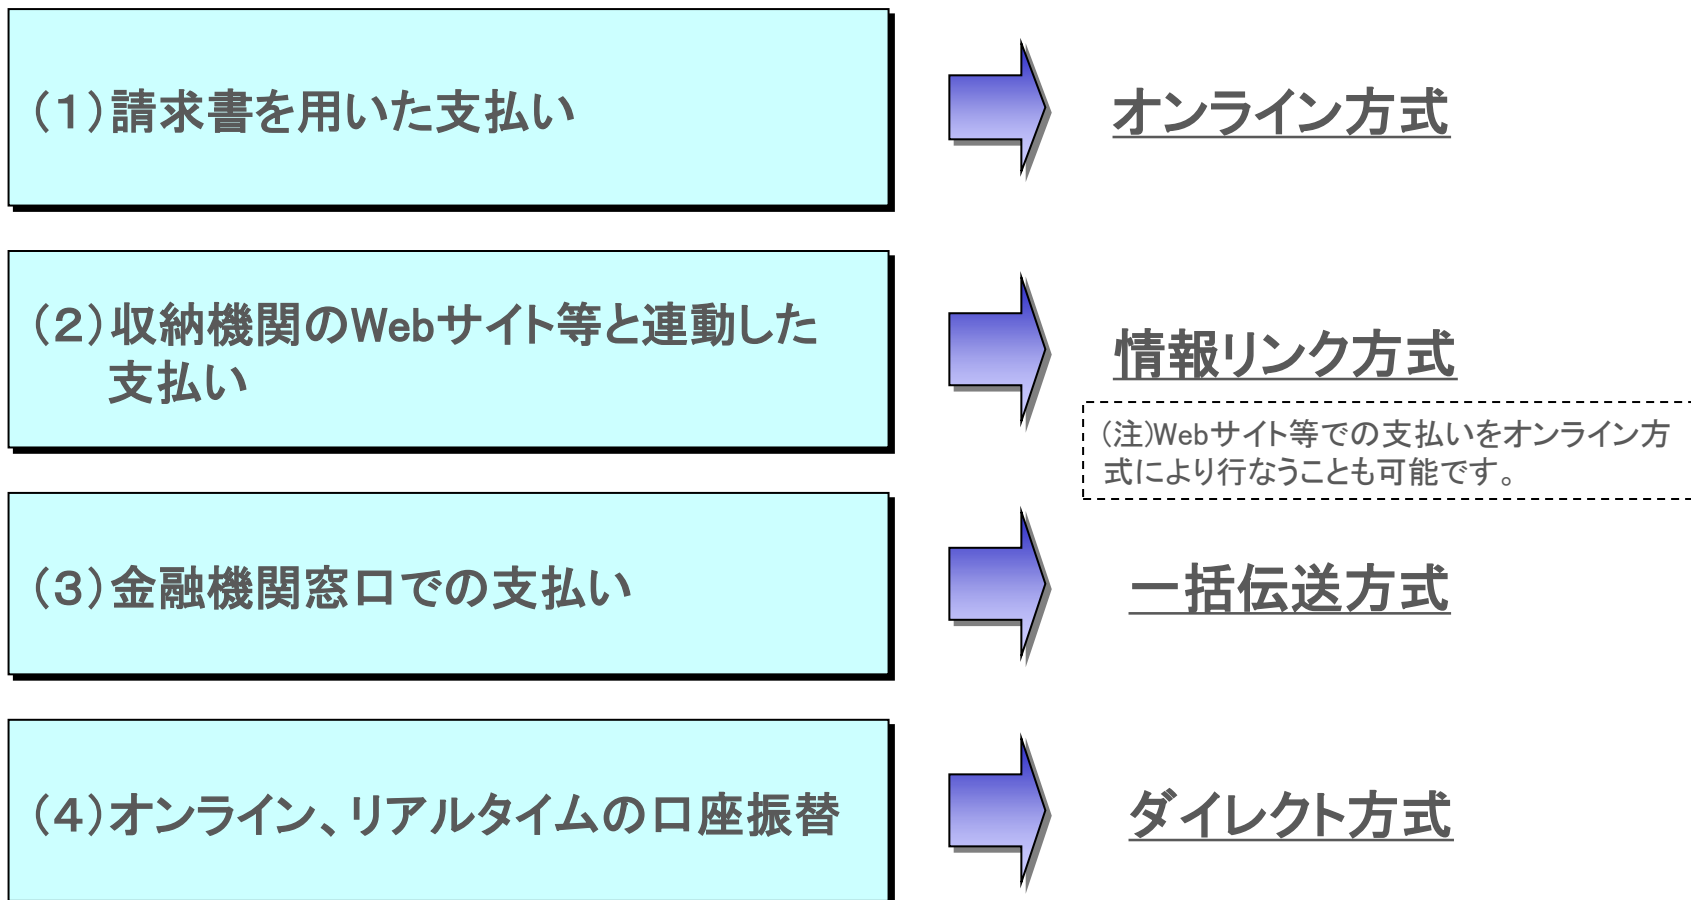 (１)請求書を用いた支払い
オンライン方式
(２)収納機関のWebサイト等と連動した
支払い
情報リンク方式
(注)Webサイト等での支払いをオンライン方
式により行なうことも可能です。
(３)金融機関窓口での支払い
一括伝送方式
(４)オンライン、リアルタイムの口座振替
ダイレクト方式